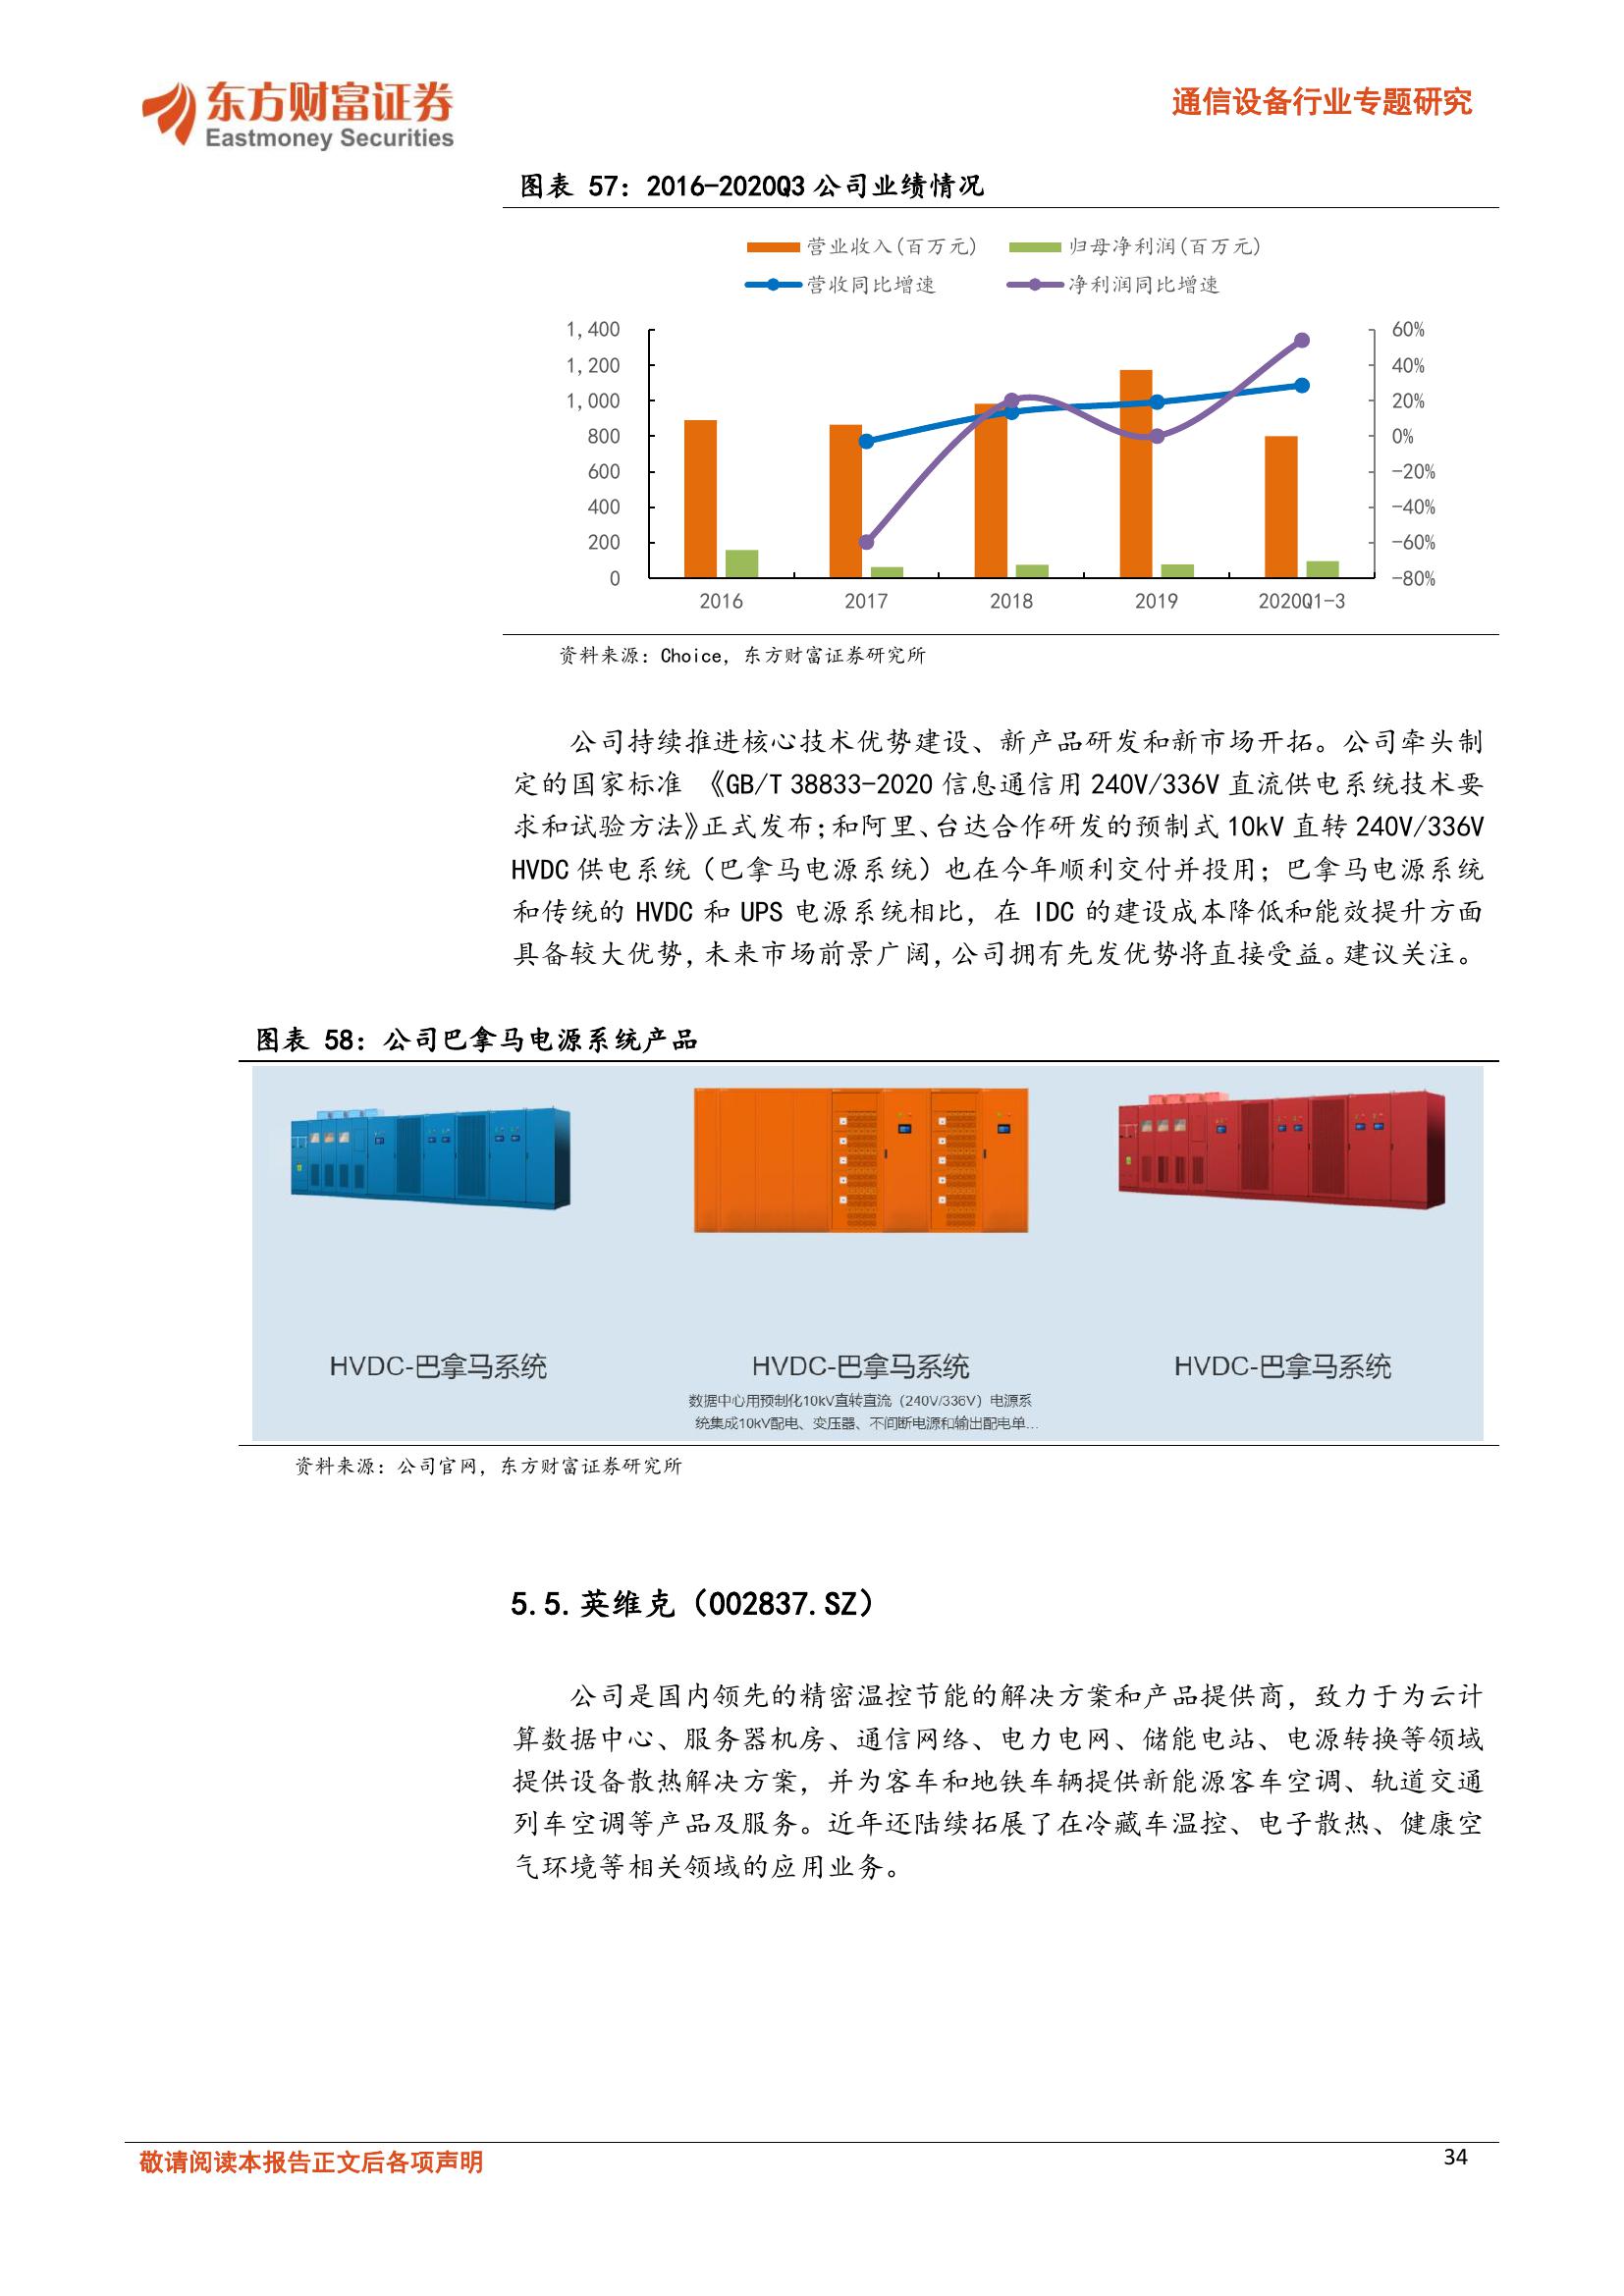 东方财富证券
Eastmoney Securities
通信设备行业专题研究
图表 57：2016-2020Q3 公司业绩情况
营业收入(百万元)
归母净利润(百万元)
营收同比增速
净利润同比增速
1,400
1,200
1,000
800
600
400
200
0
60%
40%
20%
0%
-20%
-40%
-60%
-80%
2016
2017
2018
2019
2020Q1-3
资料来源：Choice，东方财富证券研究所
公司持续推进核心技术优势建设、新产品研发和新市场开拓。公司牵头制
定的国家标准 《GB/T 38833-2020 信息通信用 240V/336V 直流供电系统技术要
求和试验方法》正式发布；和阿里、台达合作研发的预制式 10kV 直转 240V/336V
HVDC 供电系统（巴拿马电源系统）也在今年顺利交付并投用；巴拿马电源系统
和传统的 HVDC 和 UPS 电源系统相比，在 IDC 的建设成本降低和能效提升方面
具备较大优势，未来市场前景广阔，公司拥有先发优势将直接受益。建议关注。
图表 58：公司巴拿马电源系统产品
HVDC-巴拿马系统
HVDC-巴拿马系统
数据中心用预制化10kV直转直流（240V/336V）电源系
统集成10kV配电、变压器、不间断电源和输出配电单...
HVDC-巴拿马系统
资料来源：公司官网，东方财富证券研究所
5.5.英维克（002837.SZ）
公司是国内领先的精密温控节能的解决方案和产品提供商，致力于为云计
算数据中心、服务器机房、通信网络、电力电网、储能电站、电源转换等领域
提供设备散热解决方案，并为客车和地铁车辆提供新能源客车空调、轨道交通
列车空调等产品及服务。近年还陆续拓展了在冷藏车温控、电子散热、健康空
气环境等相关领域的应用业务。
敬请阅读本报告正文后各项声明
34